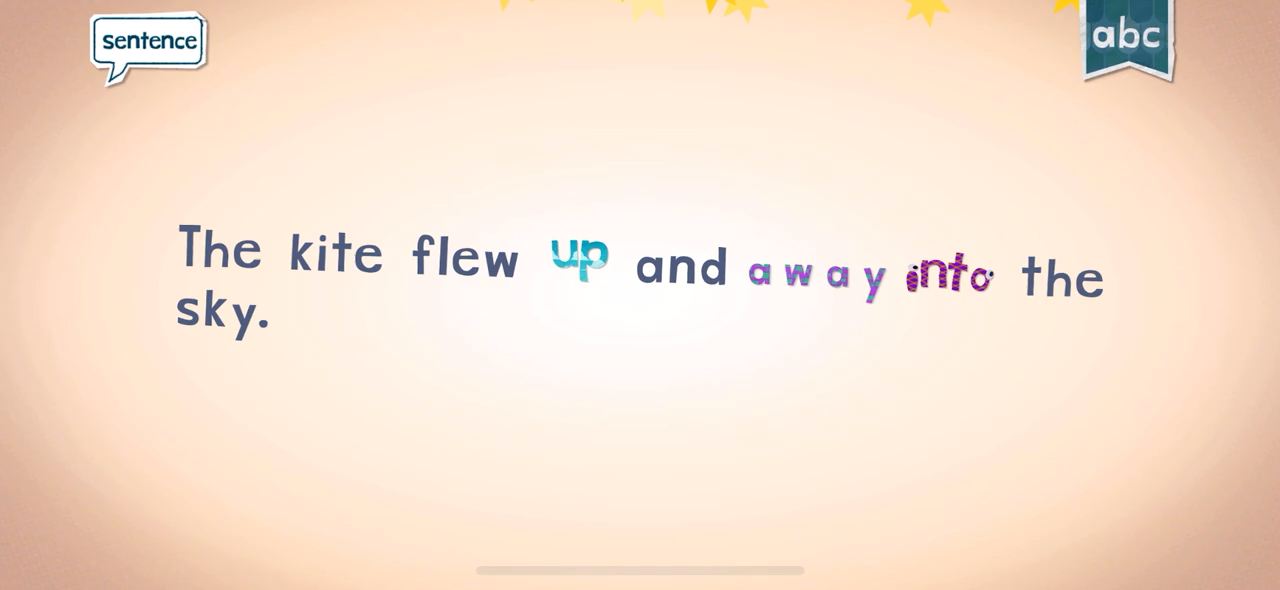 sentence
abc
The kite flew up and away into the
sky.